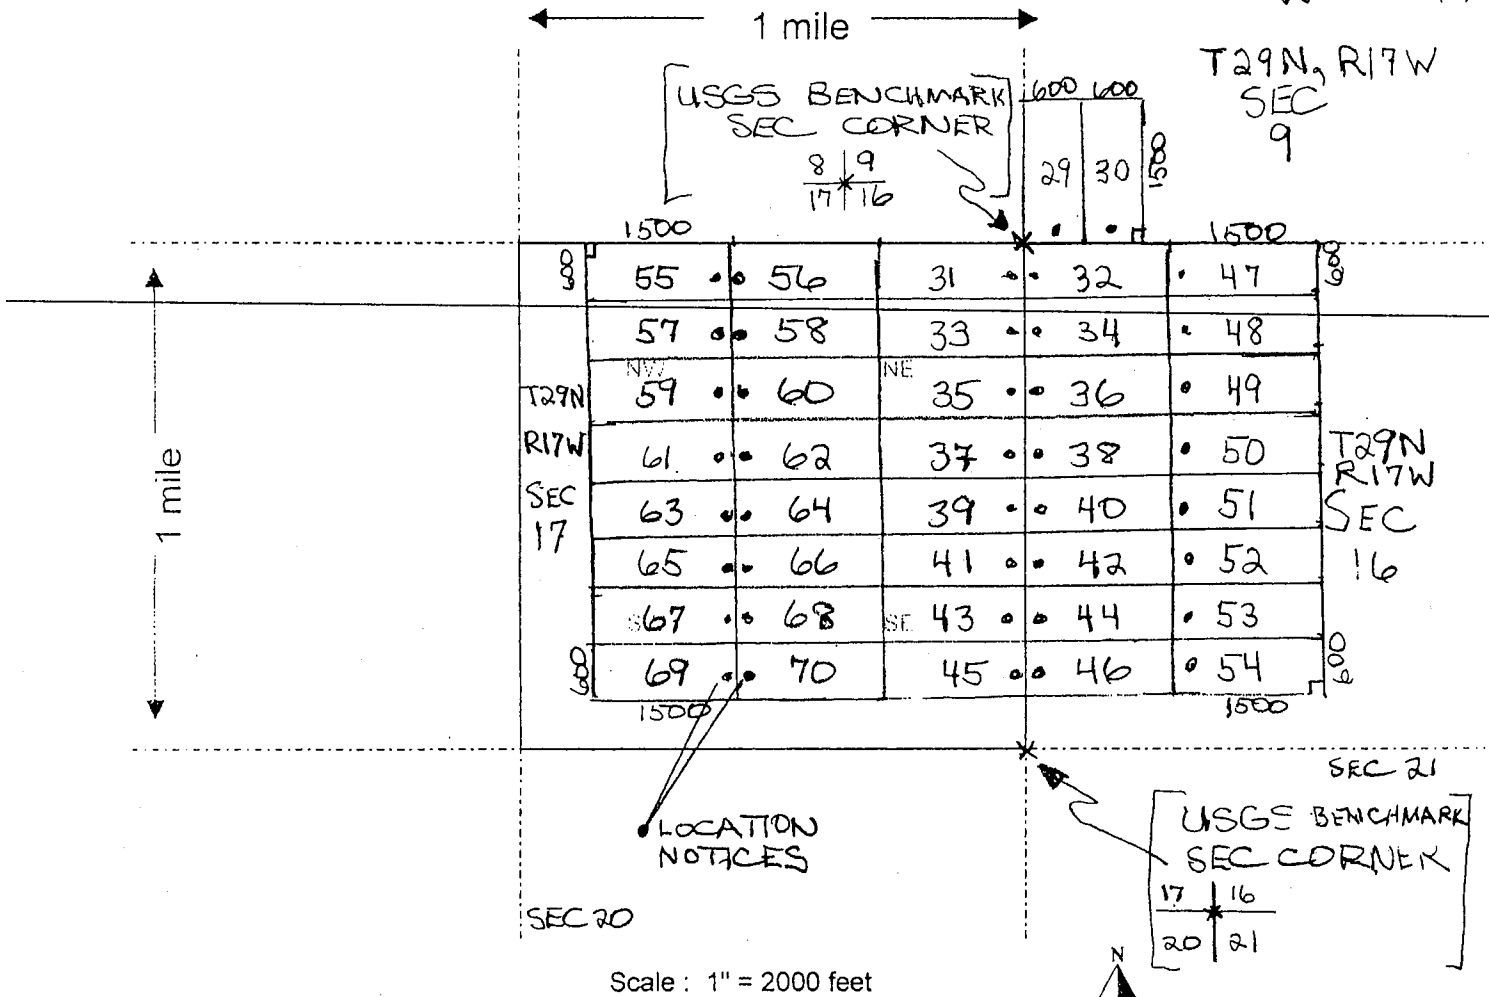 1 mile
T29N, R17W
SEC
9
USGS BENCHMARK
SEC CORNER
8 9
17 16
600 600
29 30 1500
1500 1500
600 55 56 31 32 47 600
57 58 33 34 48
NW NE
T29N 59 60 35 36 49
R17W 61 62 37 38 50 T29N
R17W
SEC 63 64 39 40 51 SEC
17 65 66 41 42 52 16
S 67 68 SE 43 44 53
600 69 70 45 46 54 600
1500 1500
1 mile
SEC 21
LOCATION
NOTICES
USGS BENCHMARK
SEC CORNER
17 16
20 21
SEC 20
N
Scale : 1" = 2000 feet